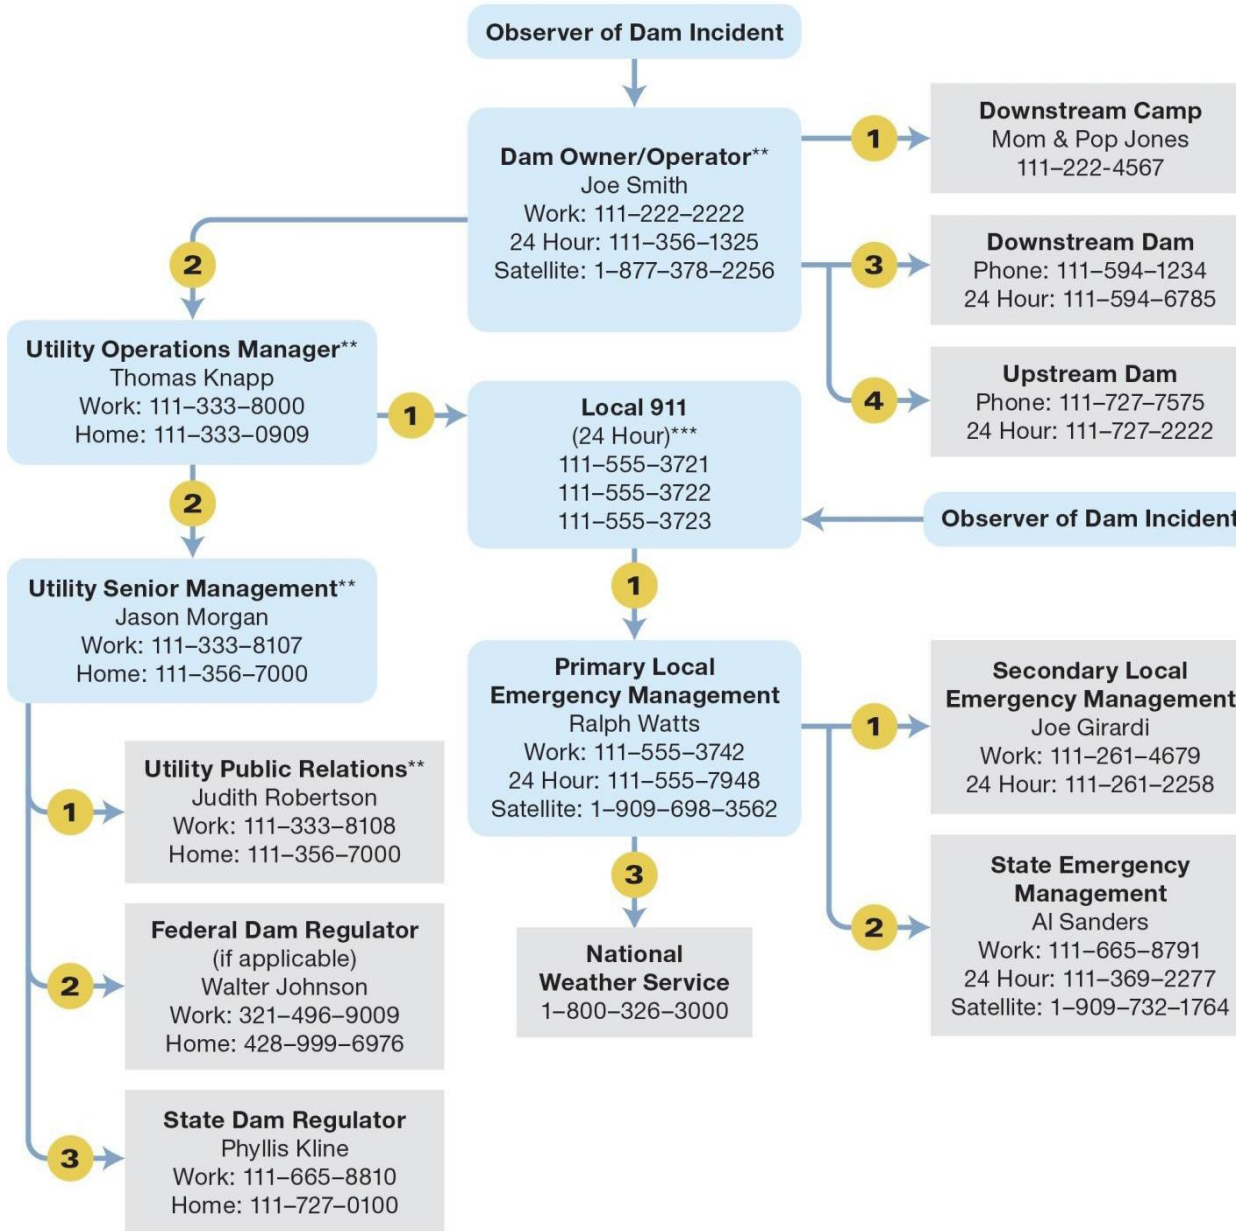 Observer of Dam Incident
Dam Owner/Operator**
Joe Smith
Work: 111–222–2222
24 Hour: 111–356–1325
Satellite: 1–877–378–2256
1
Downstream Camp
Mom & Pop Jones
111–222-4567
3
Downstream Dam
Phone: 111–594–1234
24 Hour: 111–594–6785
4
Upstream Dam
Phone: 111–727–7575
24 Hour: 111–727–2222
2
Utility Operations Manager**
Thomas Knapp
Work: 111–333–8000
Home: 111–333–0909
1
Local 911
(24 Hour)***
111–555–3721
111–555–3722
111–555–3723
Observer of Dam Incident
2
Utility Senior Management**
Jason Morgan
Work: 111–333–8107
Home: 111–356–7000
1
Primary Local
Emergency Management
Ralph Watts
Work: 111–555–3742
24 Hour: 111–555–7948
Satellite: 1–909–698–3562
1
Secondary Local
Emergency Management
Joe Girardi
Work: 111–261–4679
24 Hour: 111–261–2258
2
State Emergency
Management
Al Sanders
Work: 111–665–8791
24 Hour: 111–369–2277
Satellite: 1–909–732–1764
3
National
Weather Service
1–800–326–3000
1
Utility Public Relations**
Judith Robertson
Work: 111–333–8108
Home: 111–356–7000
2
Federal Dam Regulator
(if applicable)
Walter Johnson
Work: 321–496–9009
Home: 428–999–6976
3
State Dam Regulator
Phyllis Kline
Work: 111–665–8810
Home: 111–727–0100